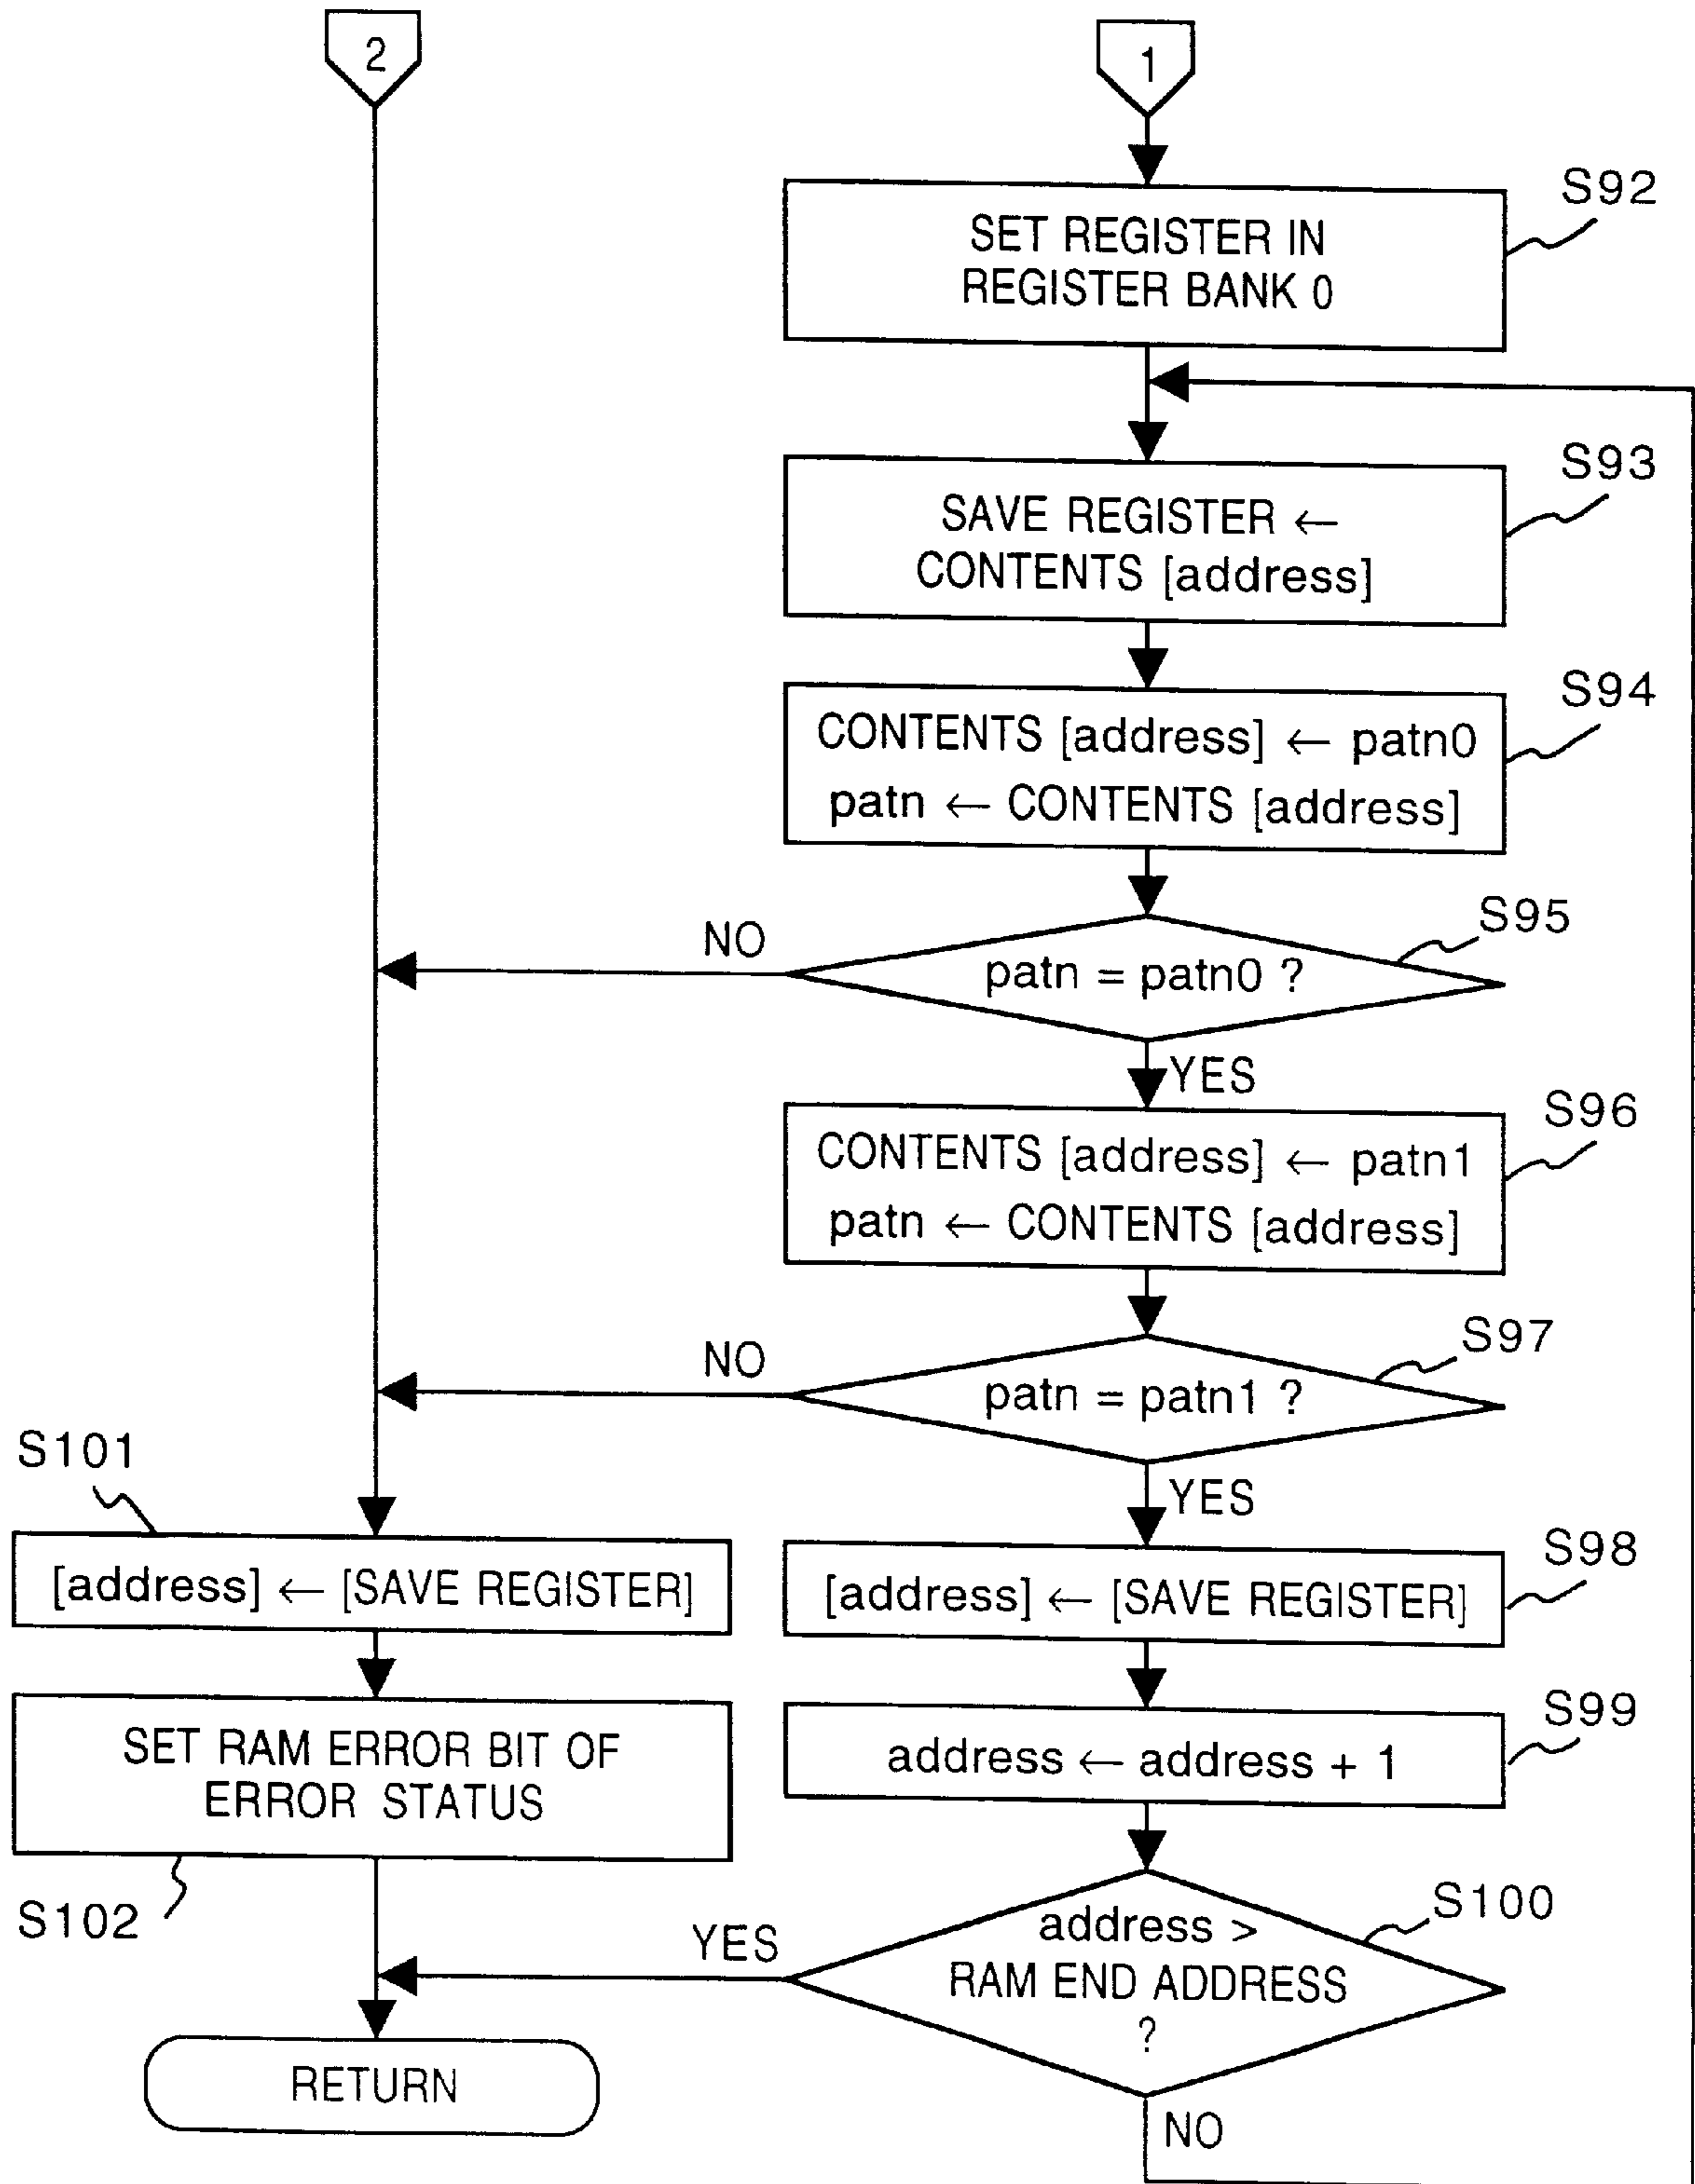 2
1
S92
SET REGISTER IN
REGISTER BANK 0
S93
SAVE REGISTER ←
CONTENTS [address]
S94
CONTENTS [address] ← patn0
patn ← CONTENTS [address]
S95
NO
patn = patn0 ?
YES
S96
CONTENTS [address] ← patn1
patn ← CONTENTS [address]
S97
NO
patn = patn1 ?
YES
S101
[address] ← [SAVE REGISTER]
S98
[address] ← [SAVE REGISTER]
S102
SET RAM ERROR BIT OF
ERROR STATUS
S99
address ← address + 1
S100
YES
address >
RAM END ADDRESS
?
NO
RETURN